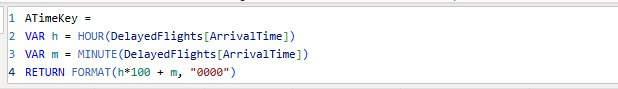 1 ATimeKey =
2 VAR h = HOUR(DelayedFlights[ArrivalTime])
3 VAR m = MINUTE(DelayedFlights[ArrivalTime])
4 RETURN FORMAT(h*100 + m, "0000")